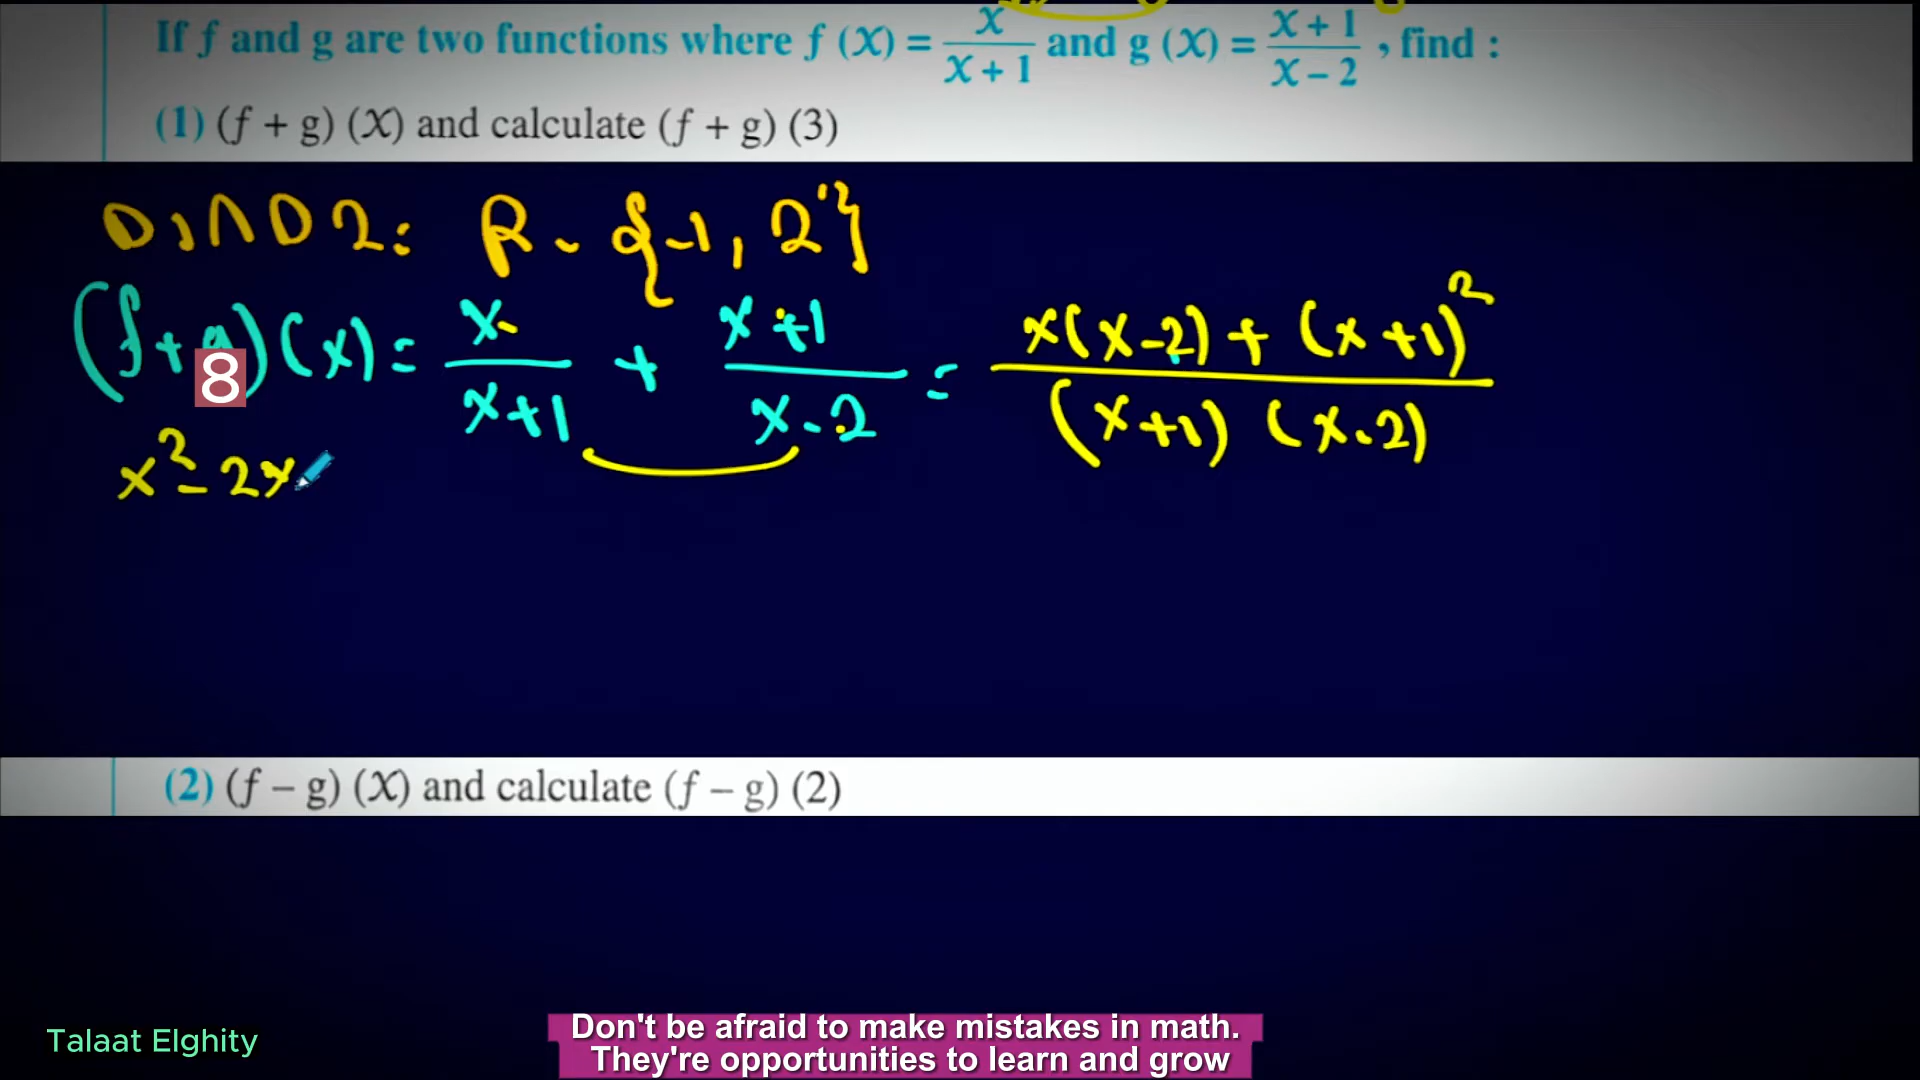 If f and g are two functions where f (X) = X / X + 1 and g (X) = X + 1 / X – 2 , find :
(1) (f + g) (X) and calculate (f + g) (3)
D1∩D2: R - {-1, 2}
(f+g)(x) = x / x+1 + x+1 / x-2 = x(x-2) + (x+1)² / (x+1) (x-2)
8
x² - 2x
(2) (f – g) (X) and calculate (f – g) (2)
Talaat Elghity
Don't be afraid to make mistakes in math.
They're opportunities to learn and grow